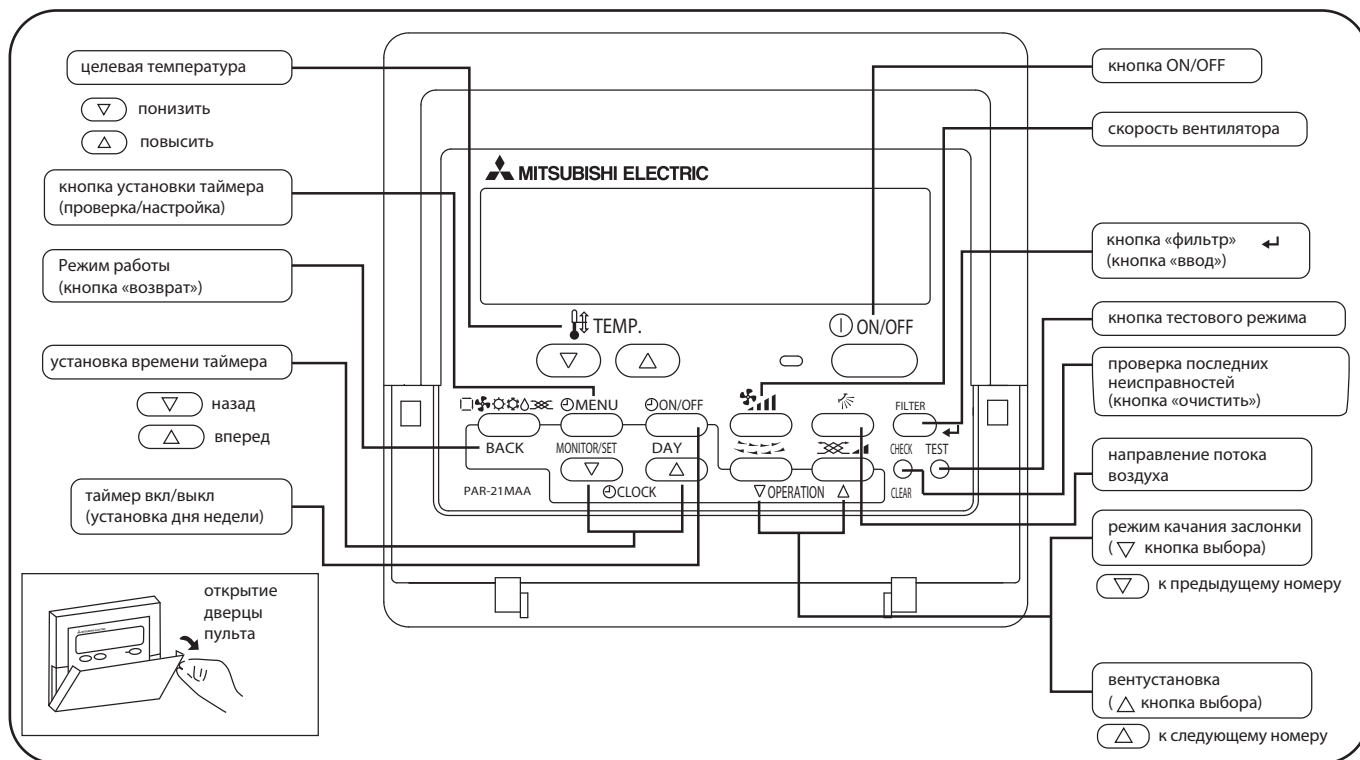 целевая температура
▽ понизить
△ повысить
кнопка установки таймера
(проверка/настройка)
Режим работы
(кнопка «возврат»)
установка времени таймера
▽ назад
△ вперед
таймер вкл/выкл
(установка дня недели)
открытие
дверцы
пульта
MITSUBISHI ELECTRIC
TEMP.
ON/OFF
▽ △
MENU
ON/OFF
FILTER
BACK
MONITOR/SET
DAY
CHECK
TEST
▽ △
PAR-21MAA
CLOCK
▽ OPERATION △
CLEAR
кнопка ON/OFF
скорость вентилятора
кнопка «фильтр» ↵
(кнопка «ввод»)
кнопка тестового режима
проверка последних
неисправностей
(кнопка «очистить»)
направление потока
воздуха
режим качания заслонки
( ▽ кнопка выбора)
▽ к предыдущему номеру
вентустановка
( △ кнопка выбора)
△ к следующему номеру